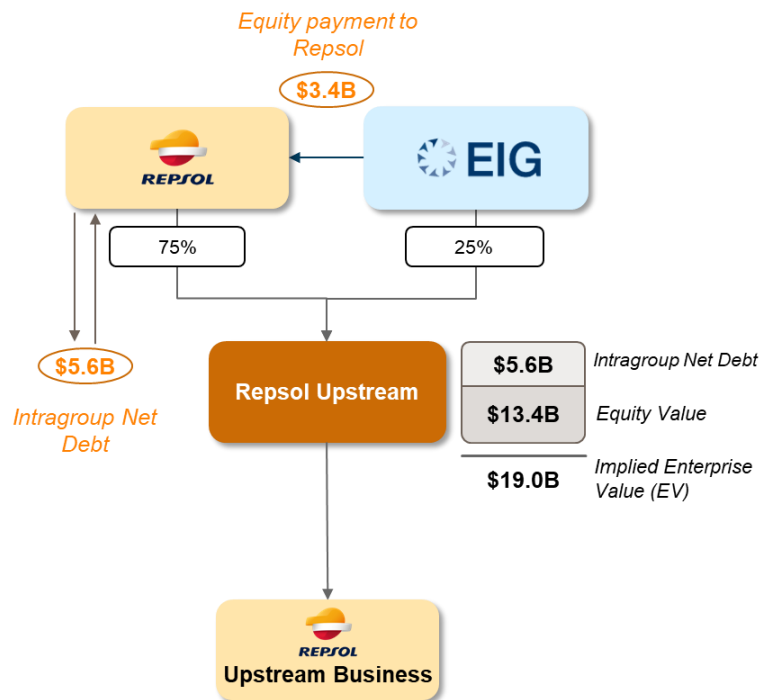 Equity payment to
Repsol
$3.4B
REPSOL
EIG
75%
25%
$5.6B
Intragroup Net
Debt
Repsol Upstream
$5.6B
Intragroup Net Debt
$13.4B
Equity Value
$19.0B
Implied Enterprise
Value (EV)
REPSOL
Upstream Business